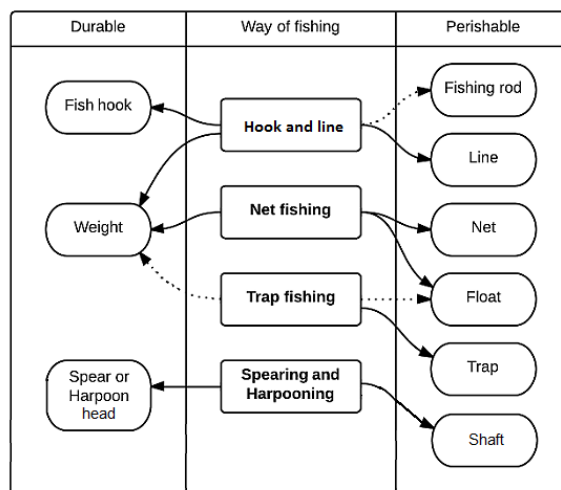 Durable
Way of fishing
Perishable
Fish hook
Weight
Spear or
Harpoon
head
Hook and line
Net fishing
Trap fishing
Spearing and
Harpooning
Fishing rod
Line
Net
Float
Trap
Shaft